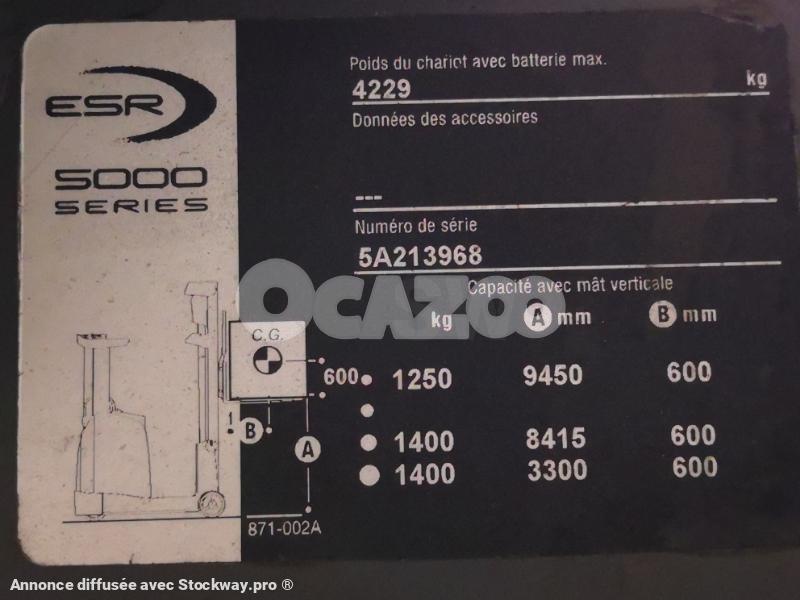 ESR
5000
SERIES
Poids du chariot avec batterie max.
4229 kg
Données des accessoires
---
Numéro de série
5A213968
OCAZOO
Capacité avec mât verticale
kg A mm B mm
C.G.
600 1250 9450 600
B
A
1400 8415 600
1400 3300 600
871-002A
Annonce diffusée avec Stockway.pro ®